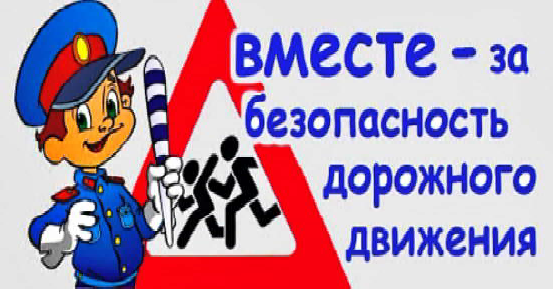 вместе – за
безопасность
дорожного
движения